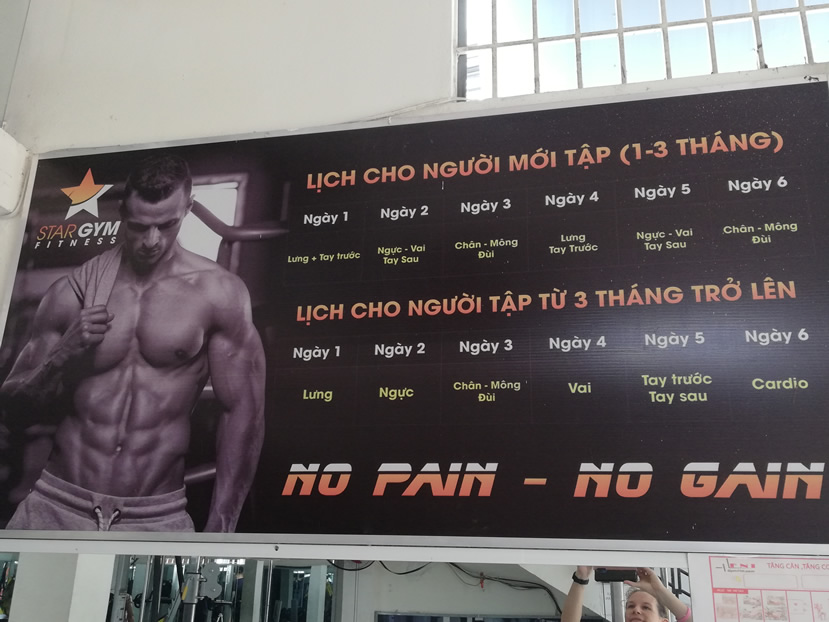 STAR GYM
FITNESS
LỊCH CHO NGƯỜI MỚI TẬP (1-3 THÁNG)
Ngày 1 Ngày 2 Ngày 3 Ngày 4 Ngày 5 Ngày 6
Lưng + Tay trước
Ngực - Vai
Tay Sau
Chân - Mông
Đùi
Lưng
Tay Trước
Ngực - Vai
Tay Sau
Chân - Mông
Đùi
LỊCH CHO NGƯỜI TẬP TỪ 3 THÁNG TRỞ LÊN
Ngày 1 Ngày 2 Ngày 3 Ngày 4 Ngày 5 Ngày 6
Lưng
Ngực
Chân - Mông
Đùi
Vai
Tay trước
Tay sau
Cardio
NO PAIN - NO GAIN
TĂNG CÂN, TĂNG